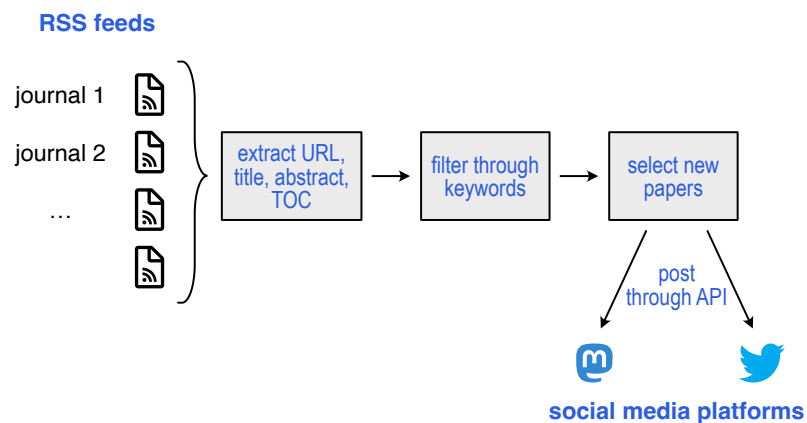 RSS feeds
journal 1
journal 2
...
extract URL,
title, abstract,
TOC
filter through
keywords
select new
papers
post
through API
m
social media platforms